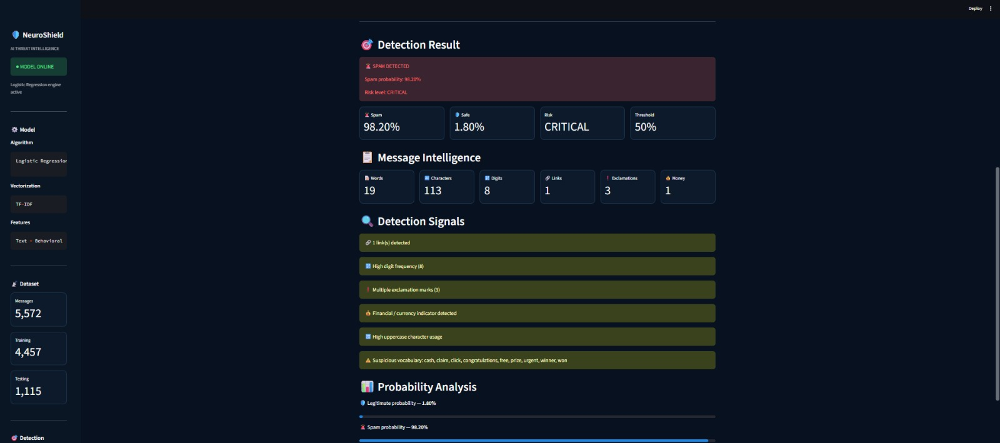 Deploy
NeuroShield
AI THREAT INTELLIGENCE
MODEL ONLINE
Logistic Regression engine
active
Model
Algorithm
Logistic Regression
Vectorization
TF-IDF
Features
Text + Behavioral
Dataset
Messages
5,572
Training
4,457
Testing
1,115
Detection
Detection Result
SPAM DETECTED
Spam probability: 98.20%
Risk level: CRITICAL
Spam
98.20%
Safe
1.80%
Risk
CRITICAL
Threshold
50%
Message Intelligence
Words
19
Characters
113
Digits
8
Links
1
Exclamations
3
Money
1
Detection Signals
1 link(s) detected
High digit frequency (8)
Multiple exclamation marks (3)
Financial / currency indicator detected
High uppercase character usage
Suspicious vocabulary: cash, claim, click, congratulations, free, prize, urgent, winner, won
Probability Analysis
Legitimate probability — 1.80%
Spam probability — 98.20%